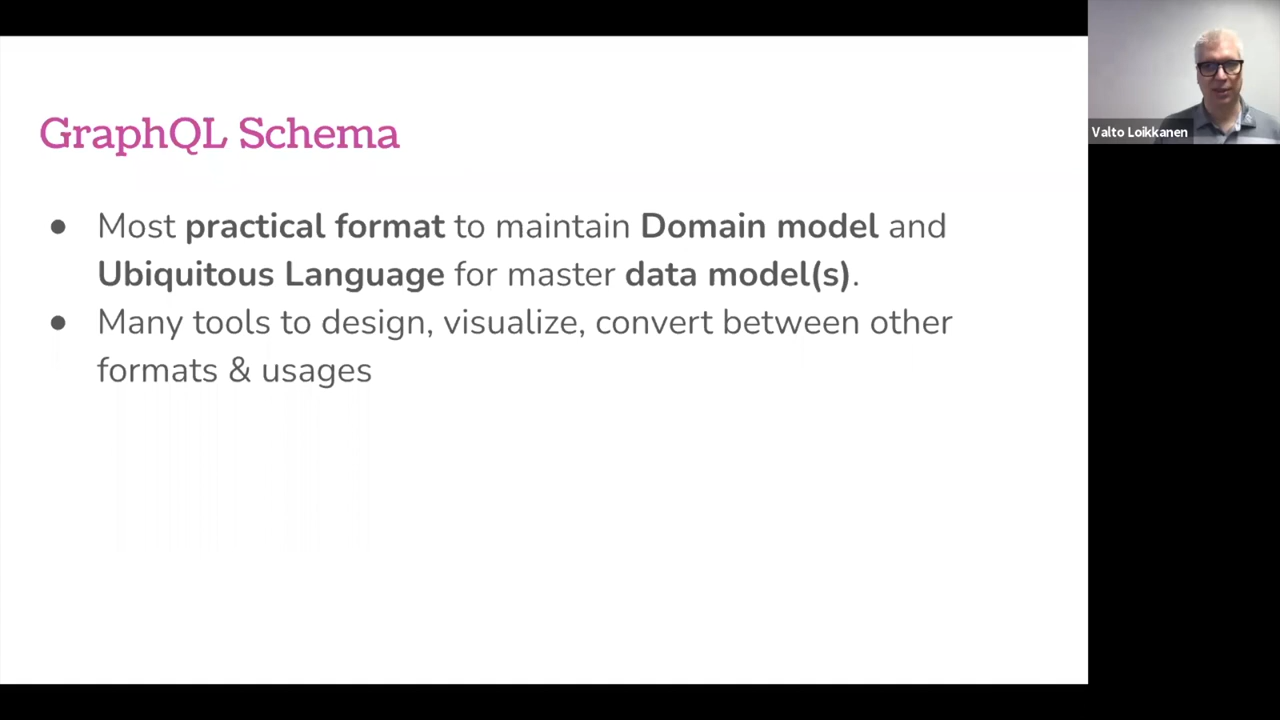 GraphQL Schema
● Most practical format to maintain Domain model and
Ubiquitous Language for master data model(s).
● Many tools to design, visualize, convert between other
formats & usages
Valto Loikkanen